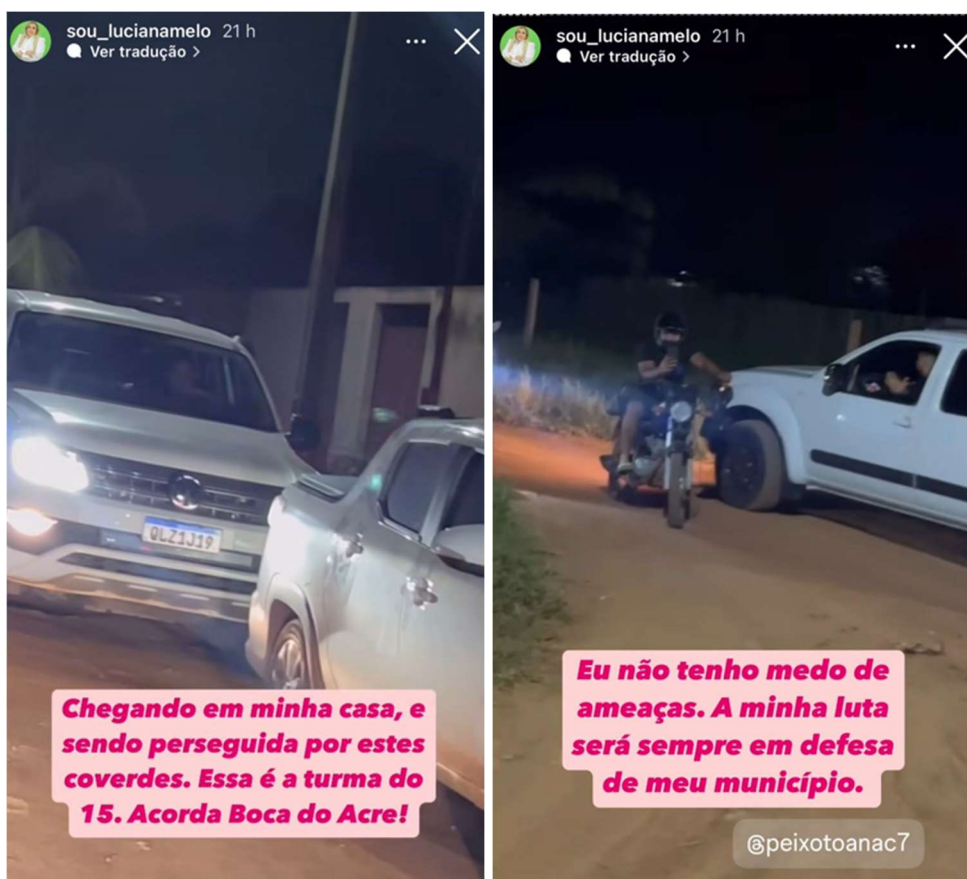 sou_lucianamelo 21 h
Ver tradução >
QLZ1J19
Chegando em minha casa, e
sendo perseguida por estes
coverdes. Essa é a turma do
15. Acorda Boca do Acre!
sou_lucianamelo 21 h
Ver tradução >
Eu não tenho medo de
ameaças. A minha luta
será sempre em defesa
de meu município.
@peixotoanac7